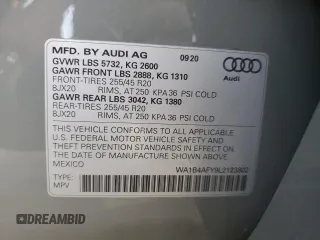 MFD. BY AUDI AG 09.20
GVWR LBS 5732, KG 2600
GAWR FRONT LBS 2888, KG 1310
FRONT-TIRES 255/45 R20
8JX20 RIMS, AT 250 KPA 36 PSI COLD
GAWR REAR LBS 3042, KG 1380
REAR-TIRES 255/45 R20
8JX20 RIMS, AT 250 KPA 36 PSI COLD
Audi
THIS VEHICLE CONFORMS TO ALL APPLICABLE
U.S. FEDERAL MOTOR VEHICLE SAFETY AND
THEFT PREVENTION STANDARDS IN EFFECT ON THE
DATE OF MANUFACTURE SHOWN ABOVE.
MEXICO
TYPE:
MPV
DREAMBID